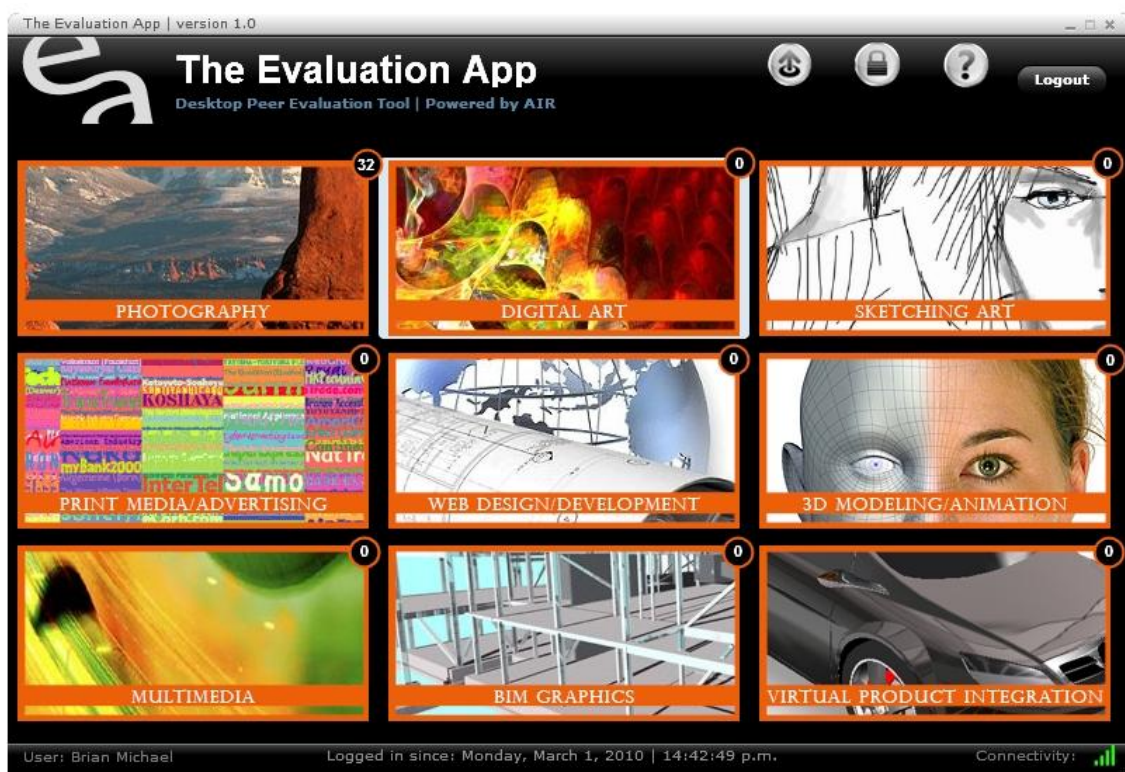 The Evaluation App | version 1.0
ea
The Evaluation App
Desktop Peer Evaluation Tool | Powered by AIR
?
Logout
32
0
0
PHOTOGRAPHY
DIGITAL ART
SKETCHING ART
0
0
0
KOSHAYA
myBank2000
PRINT MEDIA/ADVERTISING
WEB DESIGN/DEVELOPMENT
3D MODELING/ANIMATION
0
0
0
MULTIMEDIA
BIM GRAPHICS
VIRTUAL PRODUCT INTEGRATION
User: Brian Michael
Logged in since: Monday, March 1, 2010 | 14:42:49 p.m.
Connectivity: